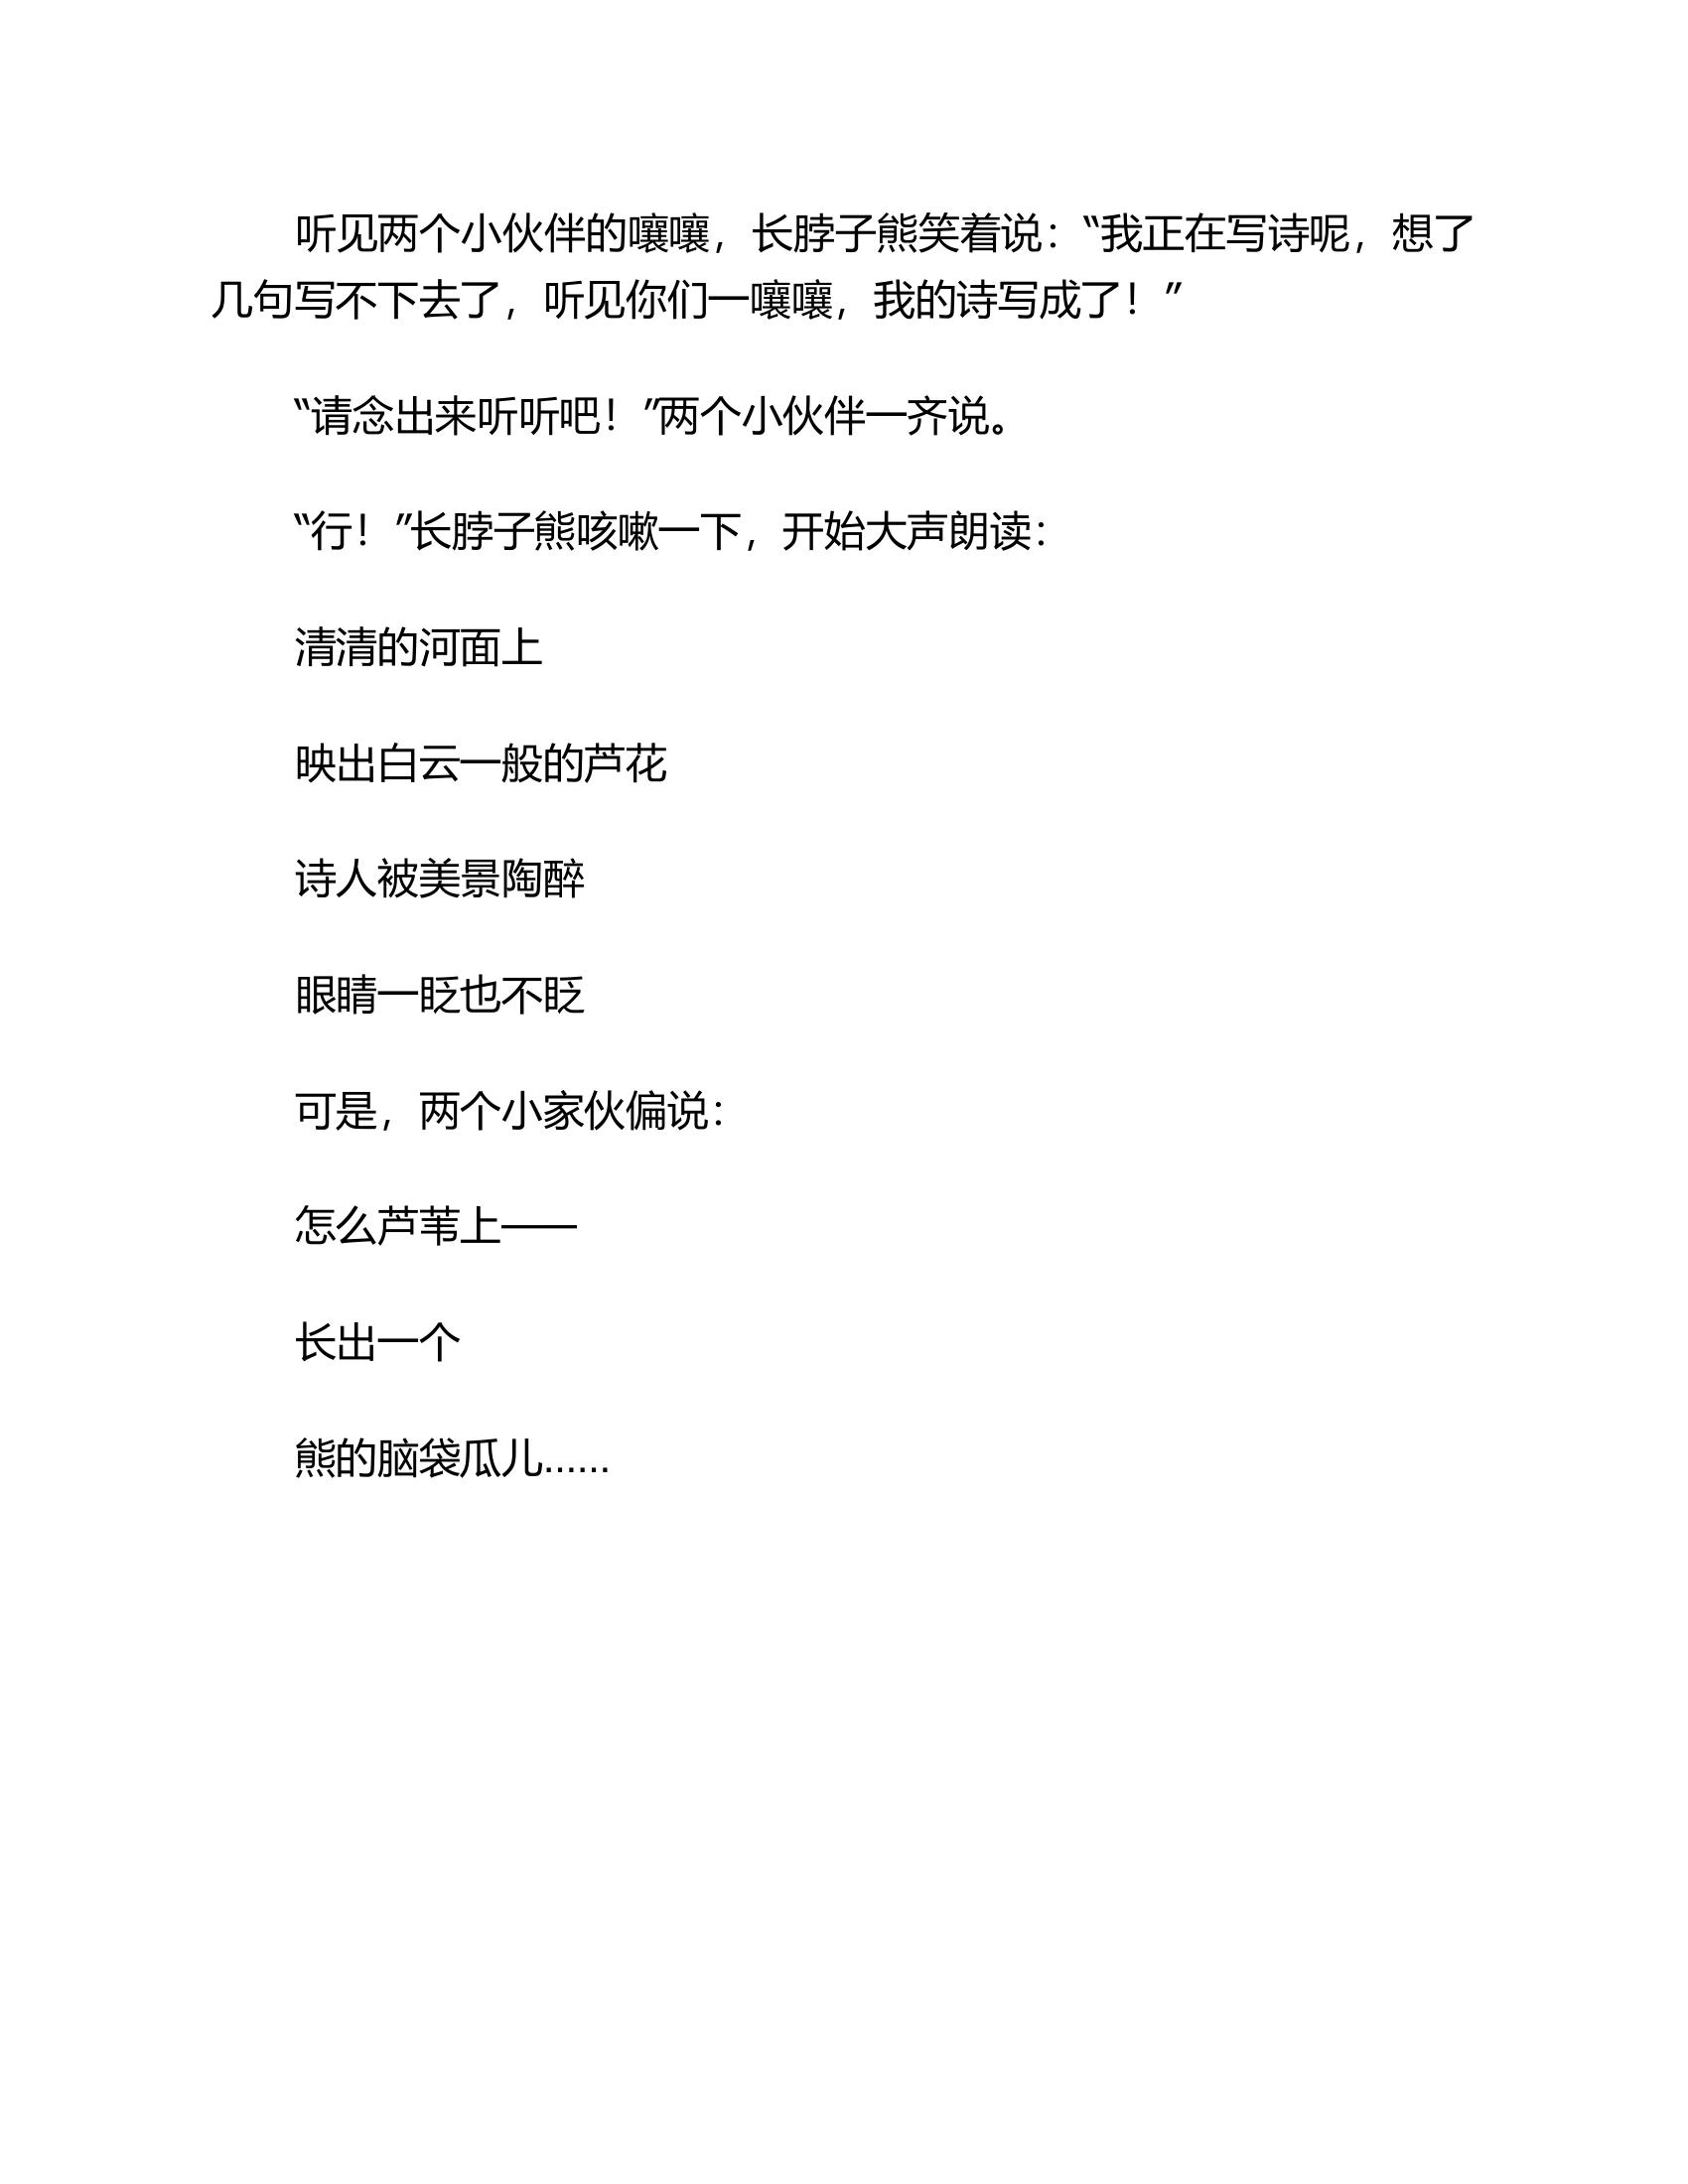 听见两个小伙伴的嚷嚷，长脖子熊笑着说：“我正在写诗呢，想了
几句写不下去了，听见你们一嚷嚷，我的诗写成了！”
“请念出来听听吧！”两个小伙伴一齐说。
“行！”长脖子熊咳嗽一下，开始大声朗读：
清清的河面上
映出白云一般的芦花
诗人被美景陶醉
眼睛一眨也不眨
可是，两个小家伙偏说：
怎么芦苇上——
长出一个
熊的脑袋瓜儿……